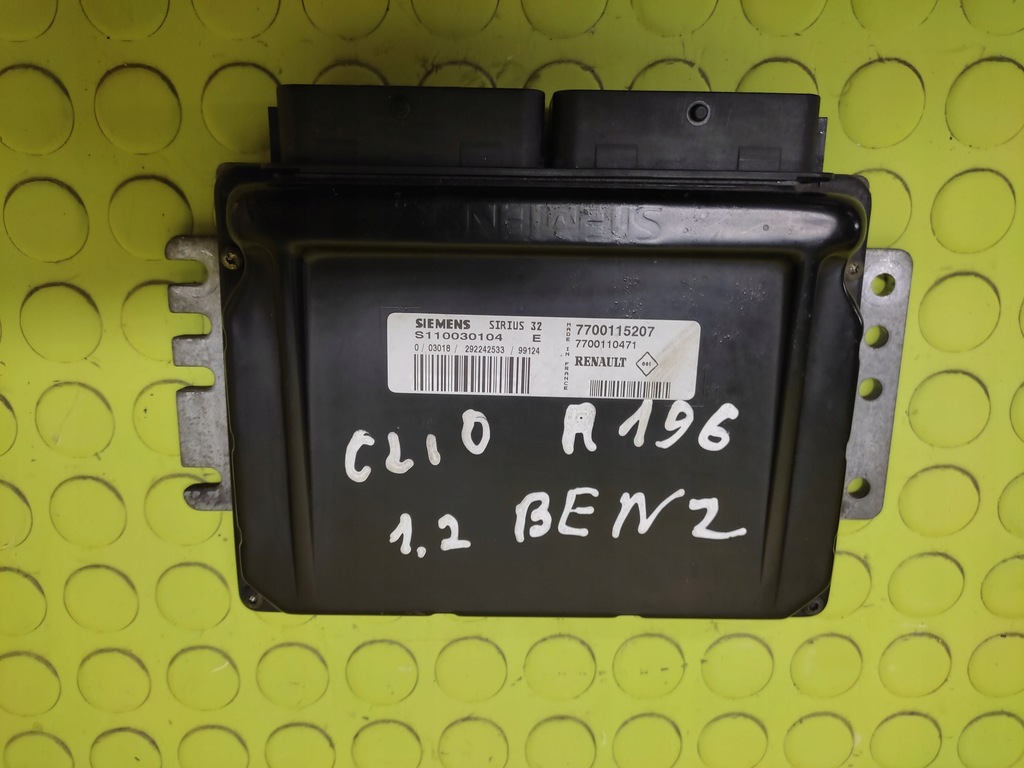 SIEMENS
SIEMENS SIRIUS 32
S110030104 E
0 / 03018 / 292242533 / 99124
MADE IN FRANCE
7700115207
7700110471
RENAULT
CLIO A196
1.2 BENZ